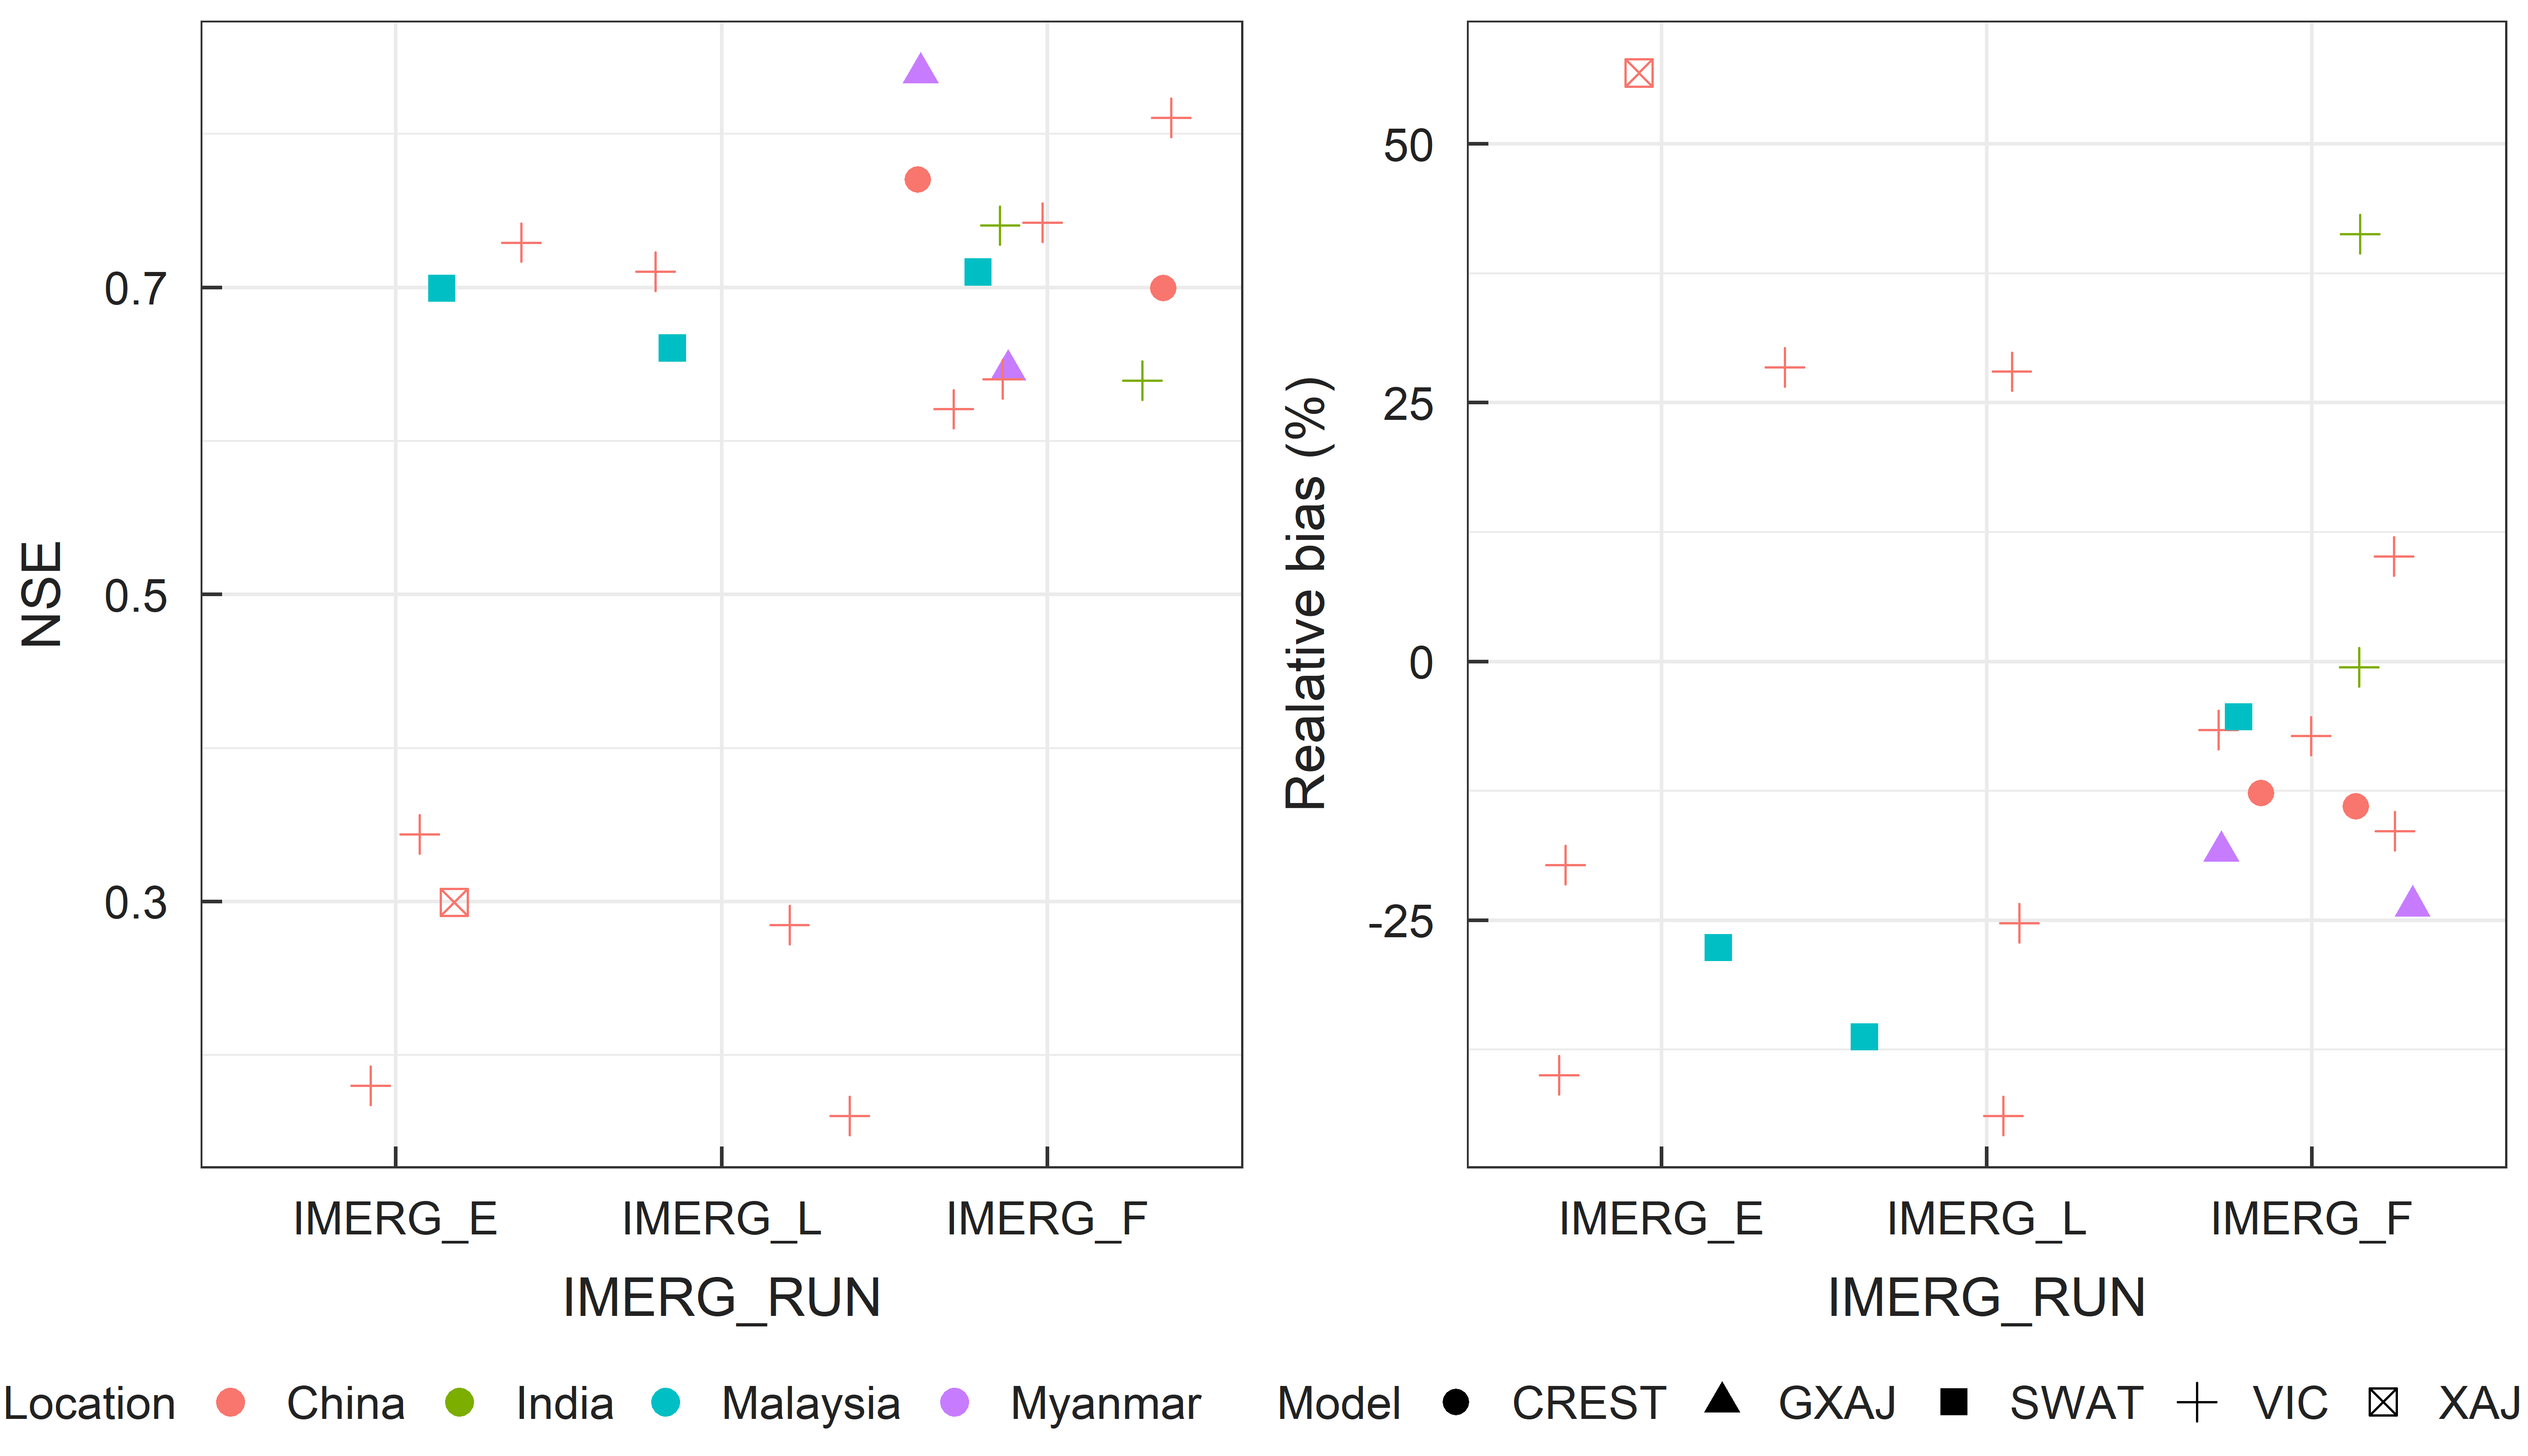 NSE
0.7
0.5
0.3
IMERG_E IMERG_L IMERG_F
IMERG_RUN
Realative bias (%)
50
25
0
-25
IMERG_E IMERG_L IMERG_F
IMERG_RUN
Location China India Malaysia Myanmar
Model CREST GXAJ SWAT VIC XAJ